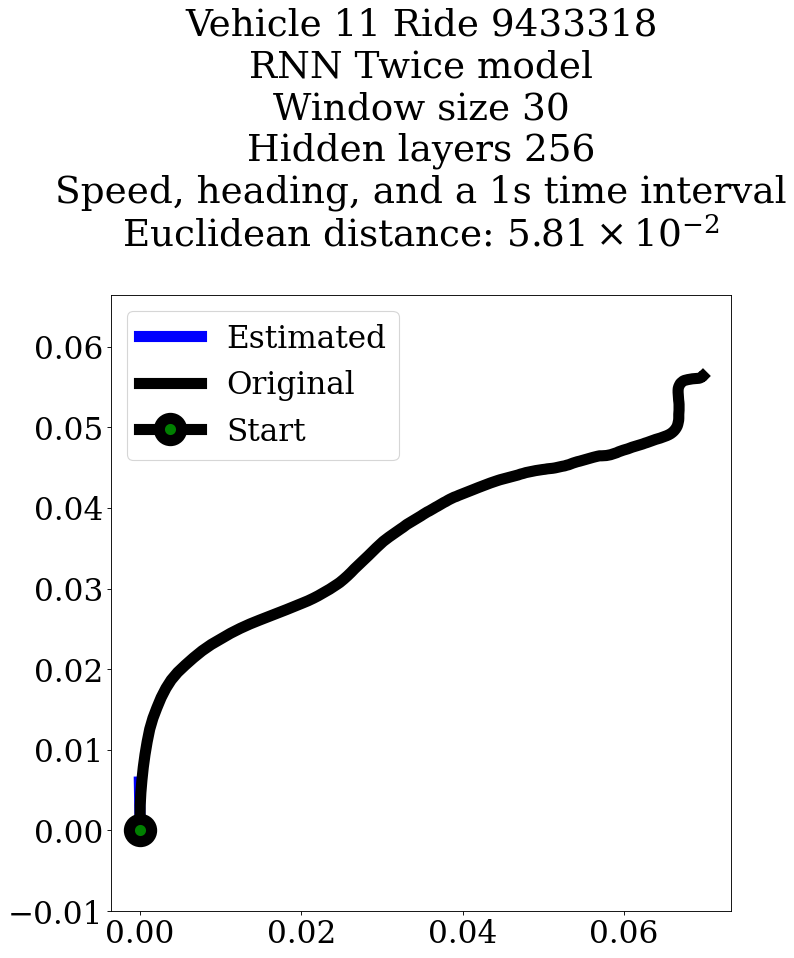 Vehicle 11 Ride 9433318
RNN Twice model
Window size 30
Hidden layers 256
Speed, heading, and a 1s time interval
Euclidean distance: 5.81 × 10⁻²
Estimated
Original
Start
0.06
0.05
0.04
0.03
0.02
0.01
0.00
−0.01
0.00 0.02 0.04 0.06